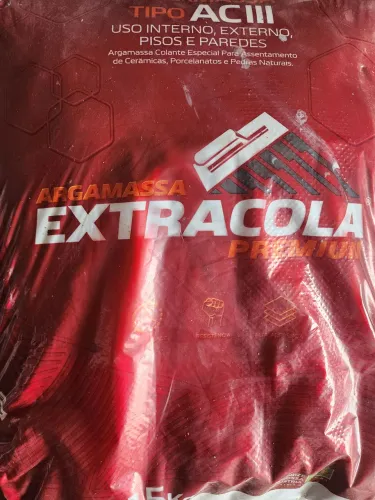 TIPO ACIII
USO INTERNO, EXTERNO,
PISOS E PAREDES
Argamassa Colante Especial Para Assentamento
de Cerâmicas, Porcelanatos e Pedras Naturais.
ARGAMASSA
EXTRACOLA
PREMIUM